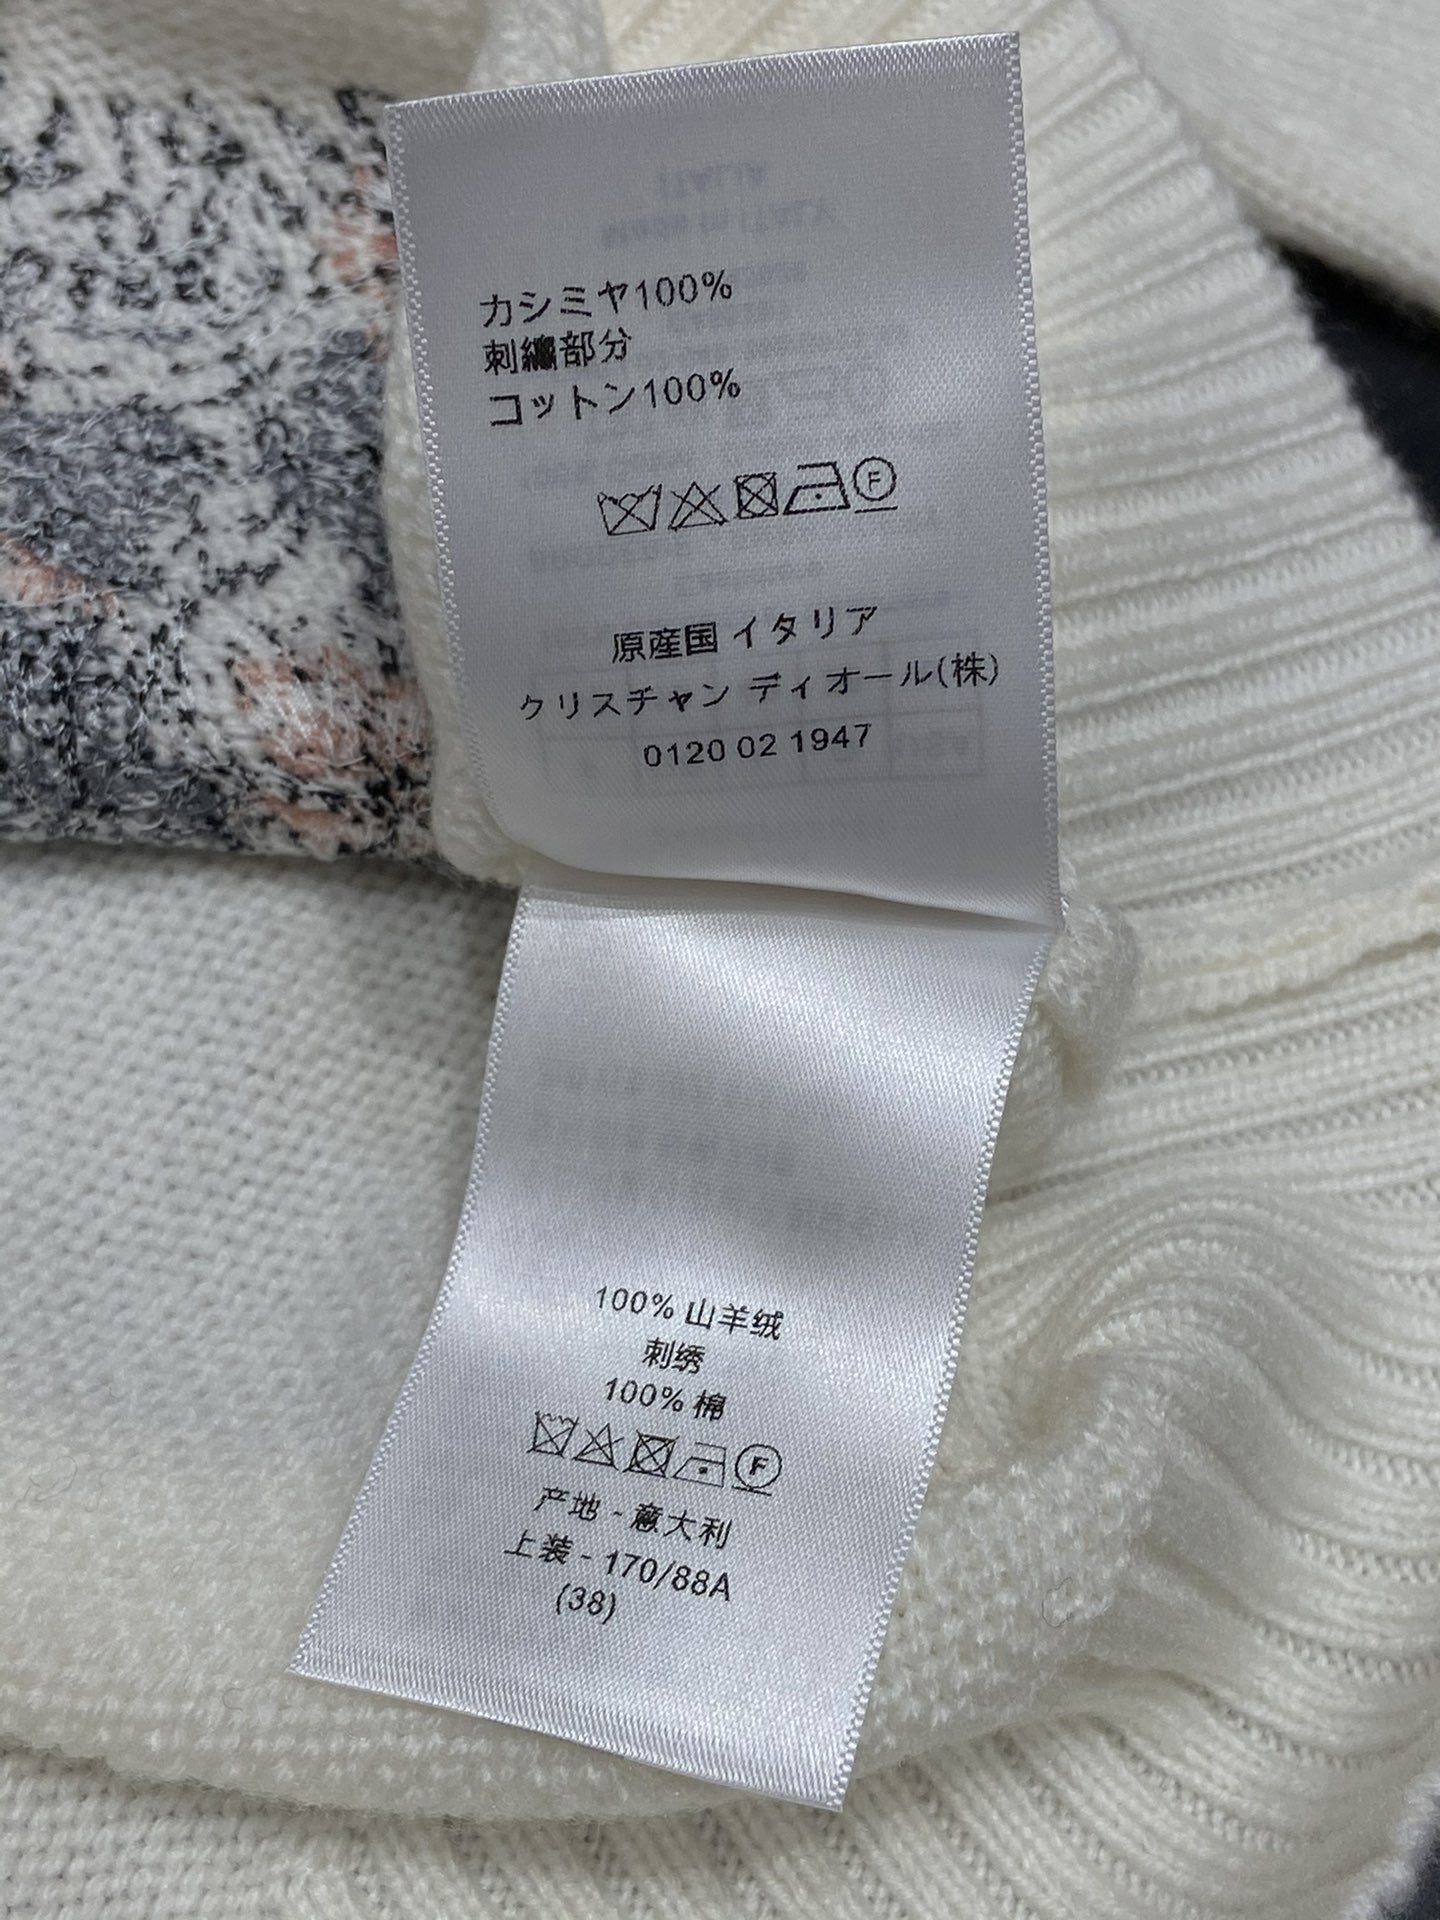 カシミヤ100%
刺繍部分
コットン100%
F
原産国 イタリア
クリスチャン ディオール(株)
0120 02 1947
100% 山羊绒
刺绣
100% 棉
F
产地 - 意大利
上装 - 170/88A
(38)